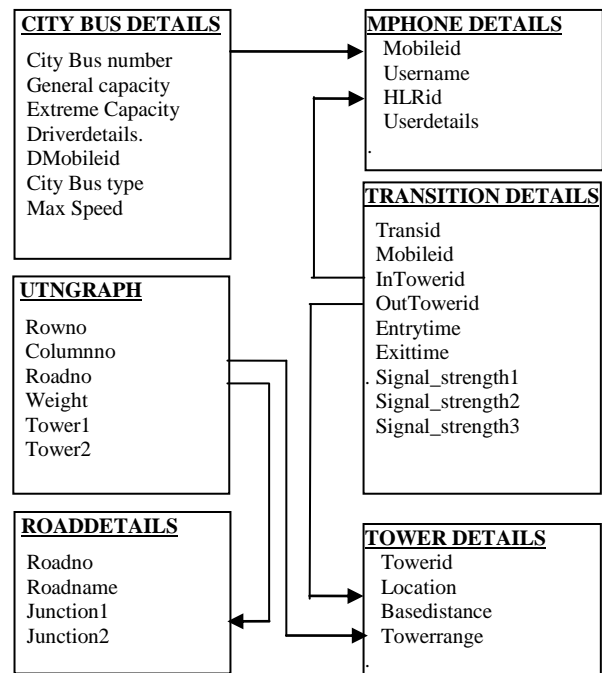 CITY BUS DETAILS
City Bus number
General capacity
Extreme Capacity
Driverdetails.
DMobileid
City Bus type
Max Speed
MPHONE DETAILS
Mobileid
Username
HLRid
Userdetails
.
TRANSITION DETAILS
Transid
Mobileid
InTowerid
OutTowerid
Entrytime
Exittime
. Signal_strength1
Signal_strength2
Signal_strength3
UTNGRAPH
Rowno
Columnno
Roadno
Weight
Tower1
Tower2
ROADDETAILS
Roadno
Roadname
Junction1
Junction2
TOWER DETAILS
Towerid
Location
Basedistance
Towerrange
.